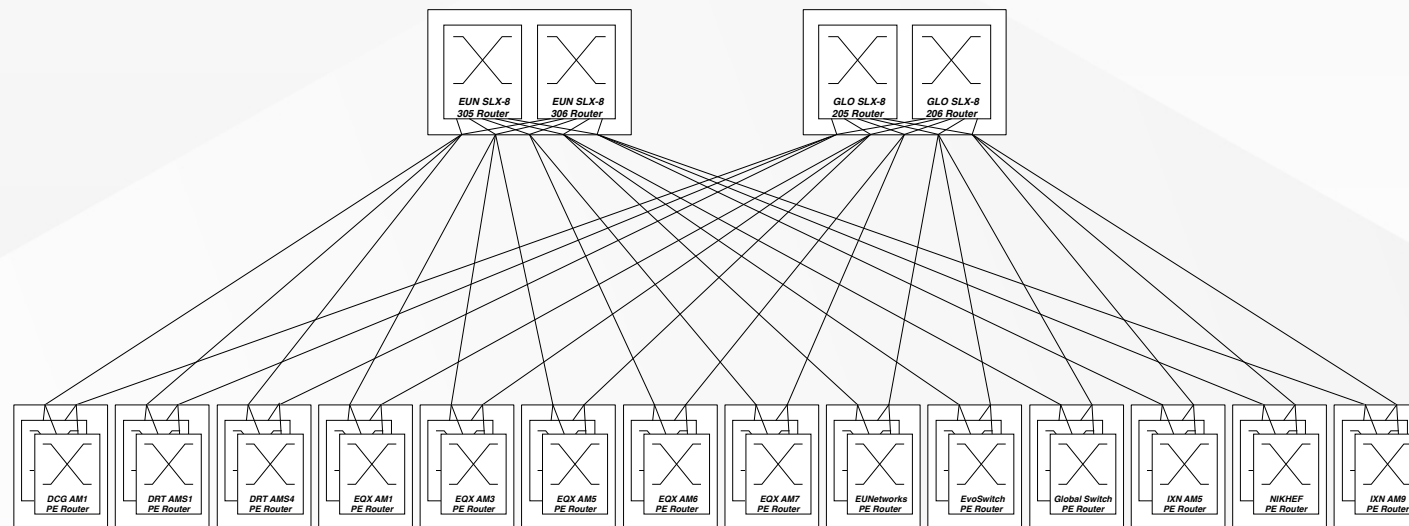 EUN SLX-8
305 Router
EUN SLX-8
306 Router
GLO SLX-8
205 Router
GLO SLX-8
206 Router
DCG AM1
PE Router
DRT AMS1
PE Router
DRT AMS4
PE Router
EQX AM1
PE Router
EQX AM3
PE Router
EQX AM5
PE Router
EQX AM6
PE Router
EQX AM7
PE Router
EUNetworks
PE Router
EvoSwitch
PE Router
Global Switch
PE Router
IXN AM5
PE Router
NIKHEF
PE Router
IXN AM9
PE Router